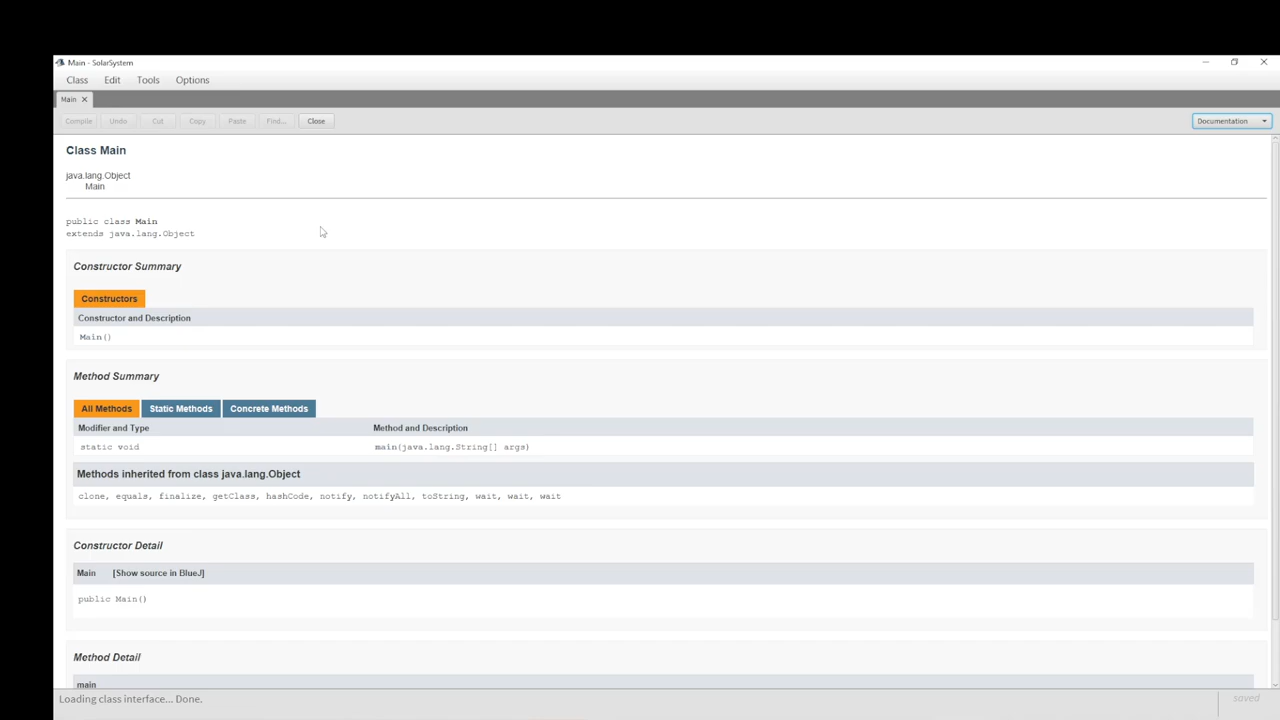 Main - SolarSystem
Class Edit Tools Options
Main
Compile Undo Cut Copy Paste Find... Close Documentation
Class Main
java.lang.Object
Main
public class Main
extends java.lang.Object
Constructor Summary
Constructors
Constructor and Description
Main()
Method Summary
All Methods Static Methods Concrete Methods
Modifier and Type Method and Description
static void main(java.lang.String[] args)
Methods inherited from class java.lang.Object
clone, equals, finalize, getClass, hashCode, notify, notifyAll, toString, wait, wait, wait
Constructor Detail
Main [Show source in BlueJ]
public Main()
Method Detail
main
Loading class interface... Done.
saved